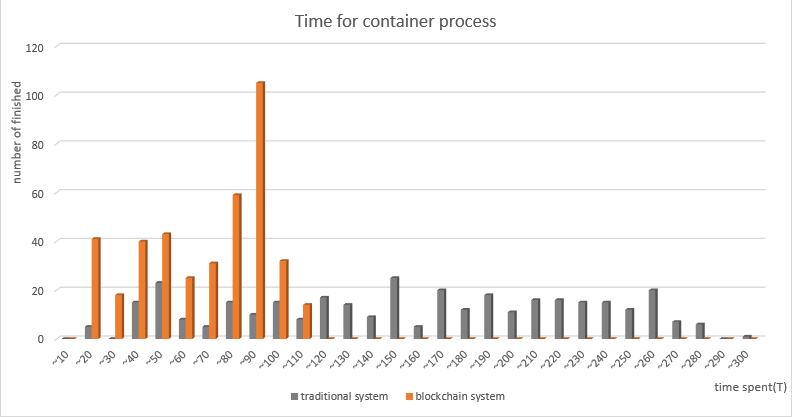 Time for container process
number of finished
120
100
80
60
40
20
0
~10 ~20 ~30 ~40 ~50 ~60 ~70 ~80 ~90 ~100 ~110 ~120 ~130 ~140 ~150 ~160 ~170 ~180 ~190 ~200 ~210 ~220 ~230 ~240 ~250 ~260 ~270 ~280 ~290 ~300
time spent(T)
traditional system blockchain system